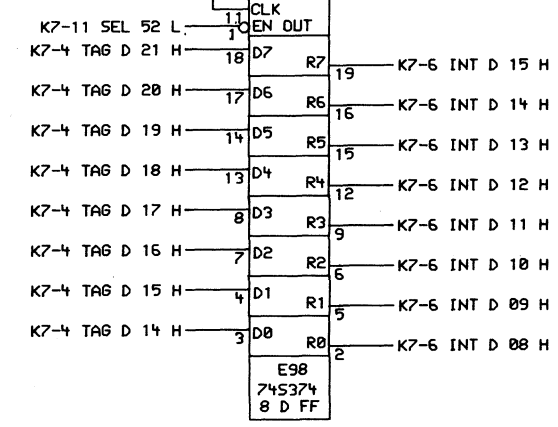 CLK
11
K7-11 SEL 52 L
1
EN OUT
K7-4 TAG D 21 H
18
D7
R7
19
K7-6 INT D 15 H
K7-4 TAG D 20 H
17
D6
R6
16
K7-6 INT D 14 H
K7-4 TAG D 19 H
14
D5
R5
15
K7-6 INT D 13 H
K7-4 TAG D 18 H
13
D4
R4
12
K7-6 INT D 12 H
K7-4 TAG D 17 H
8
D3
R3
9
K7-6 INT D 11 H
K7-4 TAG D 16 H
7
D2
R2
6
K7-6 INT D 10 H
K7-4 TAG D 15 H
4
D1
R1
5
K7-6 INT D 09 H
K7-4 TAG D 14 H
3
D0
R0
2
K7-6 INT D 08 H
E98
74S374
8 D FF